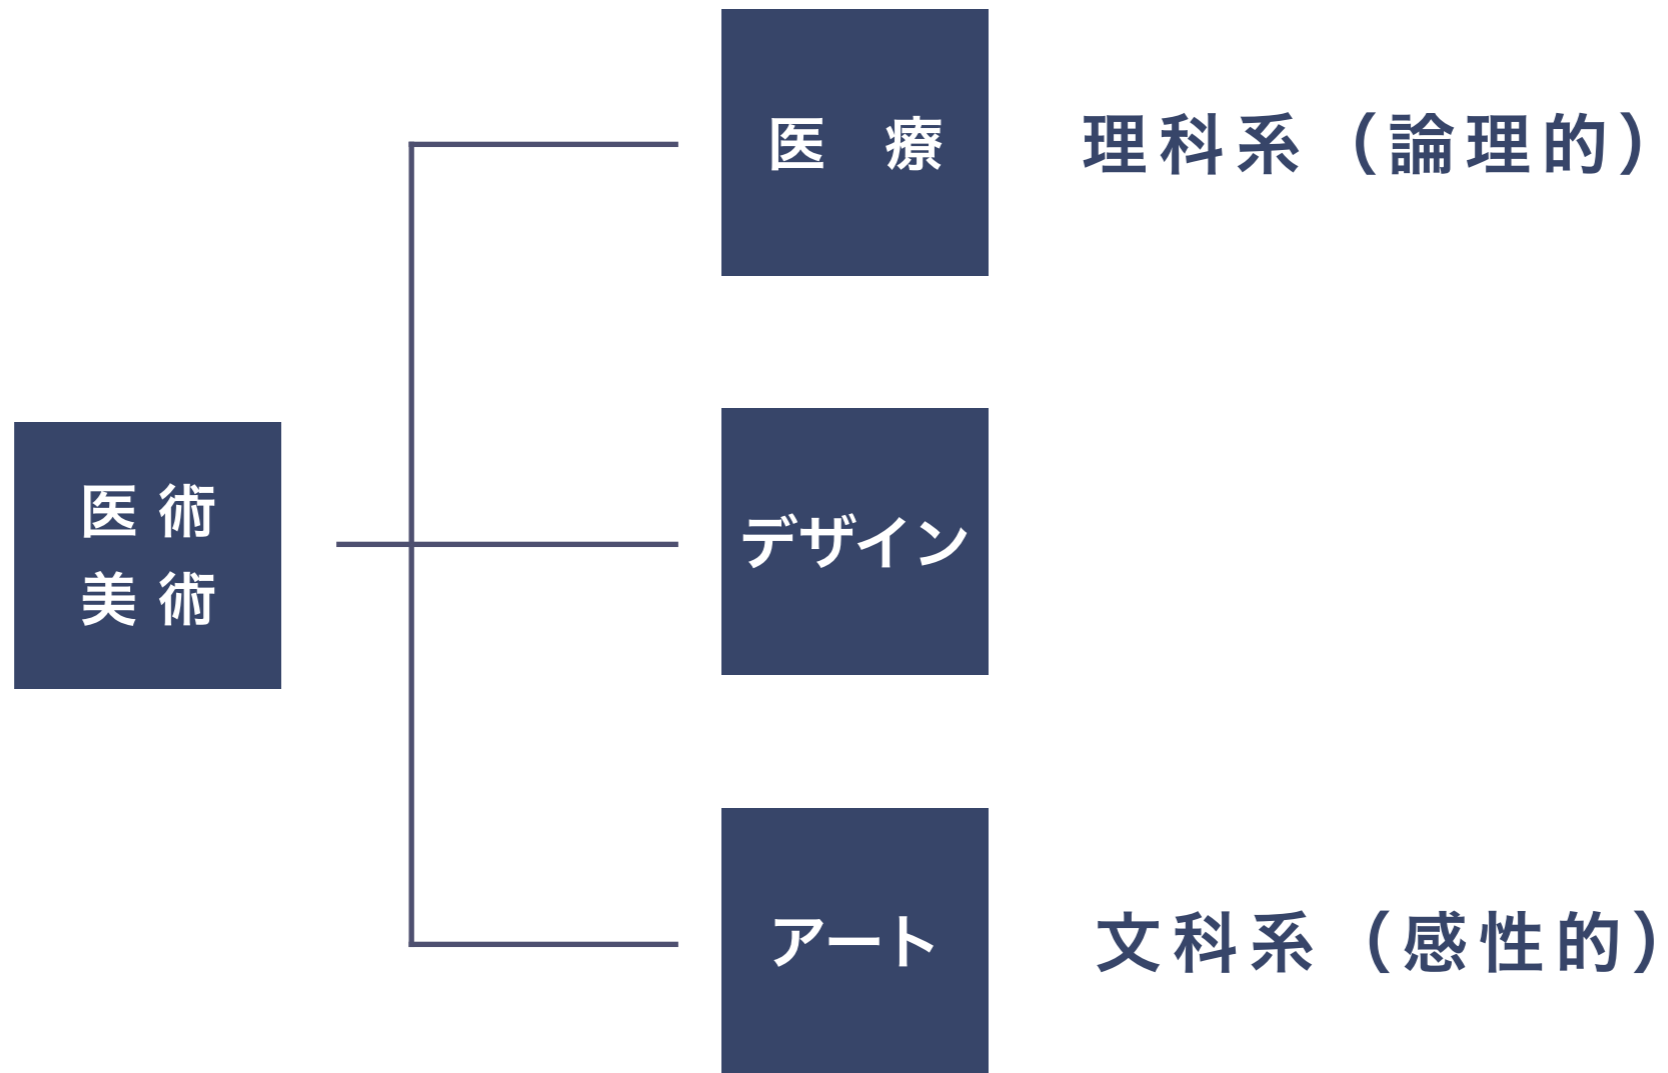 医　療
理科系（論理的）
医 術
美 術
デザイン
アート
文科系（感性的）